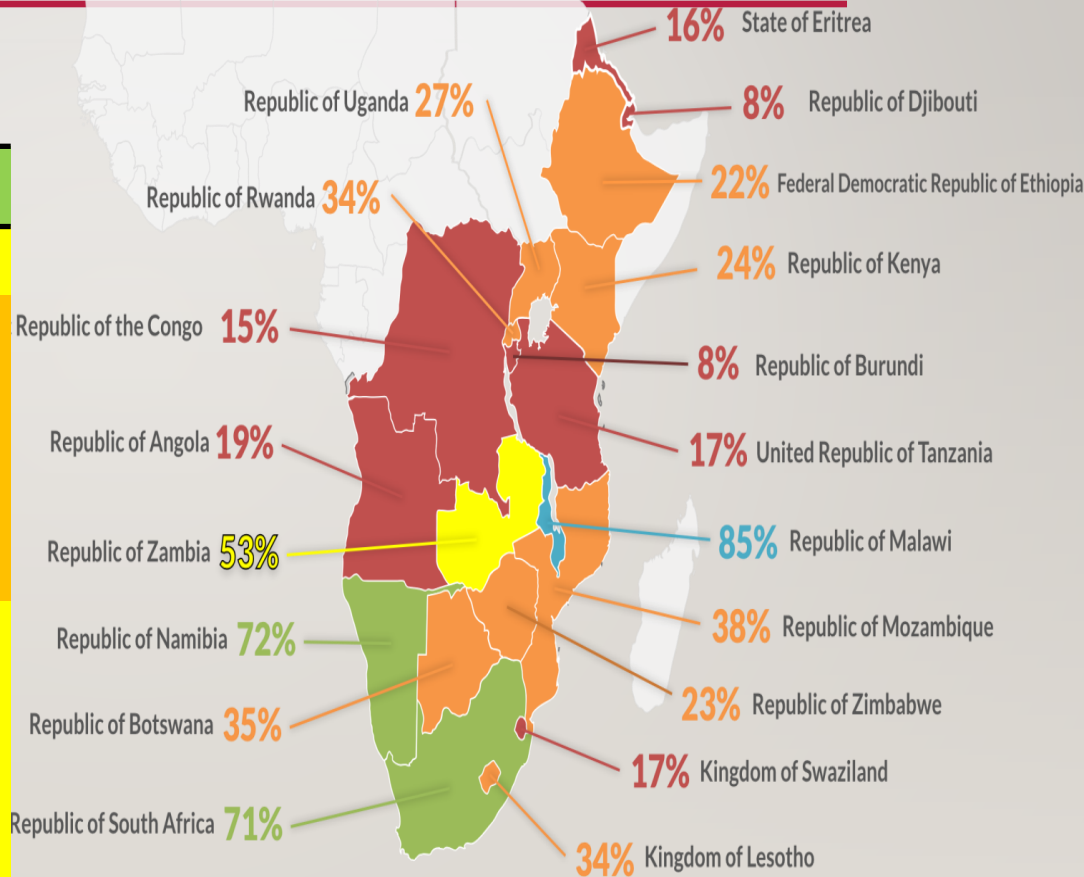 16% State of Eritrea
Republic of Uganda 27%
8% Republic of Djibouti
22% Federal Democratic Republic of Ethiopia
Republic of Rwanda 34%
24% Republic of Kenya
Republic of the Congo 15%
8% Republic of Burundi
Republic of Angola 19%
17% United Republic of Tanzania
85% Republic of Malawi
Republic of Zambia 53%
38% Republic of Mozambique
Republic of Namibia 72%
23% Republic of Zimbabwe
Republic of Botswana 35%
17% Kingdom of Swaziland
Republic of South Africa 71%
34% Kingdom of Lesotho